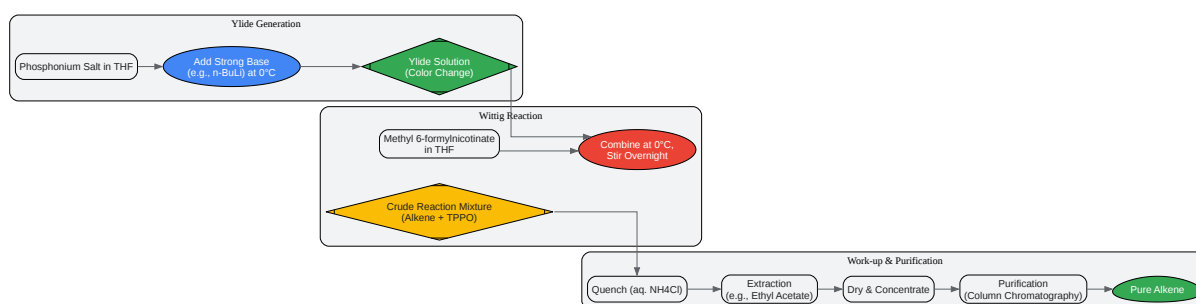 Ylide Generation
Phosphonium Salt in THF
Add Strong Base
(e.g., n-BuLi) at 0°C
Ylide Solution
(Color Change)
Wittig Reaction
Methyl 6-formylnicotinate
in THF
Combine at 0°C,
Stir Overnight
Crude Reaction Mixture
(Alkene + TPPO)
Work-up & Purification
Quench (aq. NH4Cl)
Extraction
(e.g., Ethyl Acetate)
Dry & Concentrate
Purification
(Column Chromatography)
Pure Alkene